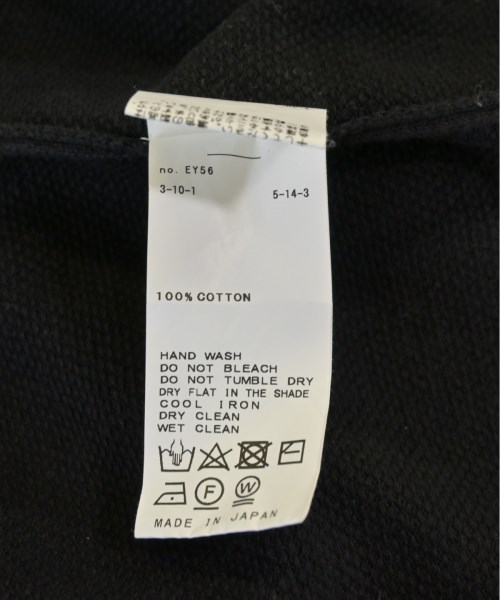 no. EY56
3-10-1 5-14-3
100% COTTON
HAND WASH
DO NOT BLEACH
DO NOT TUMBLE DRY
DRY FLAT IN THE SHADE
COOL IRON
DRY CLEAN
WET CLEAN
F W
MADE IN JAPAN